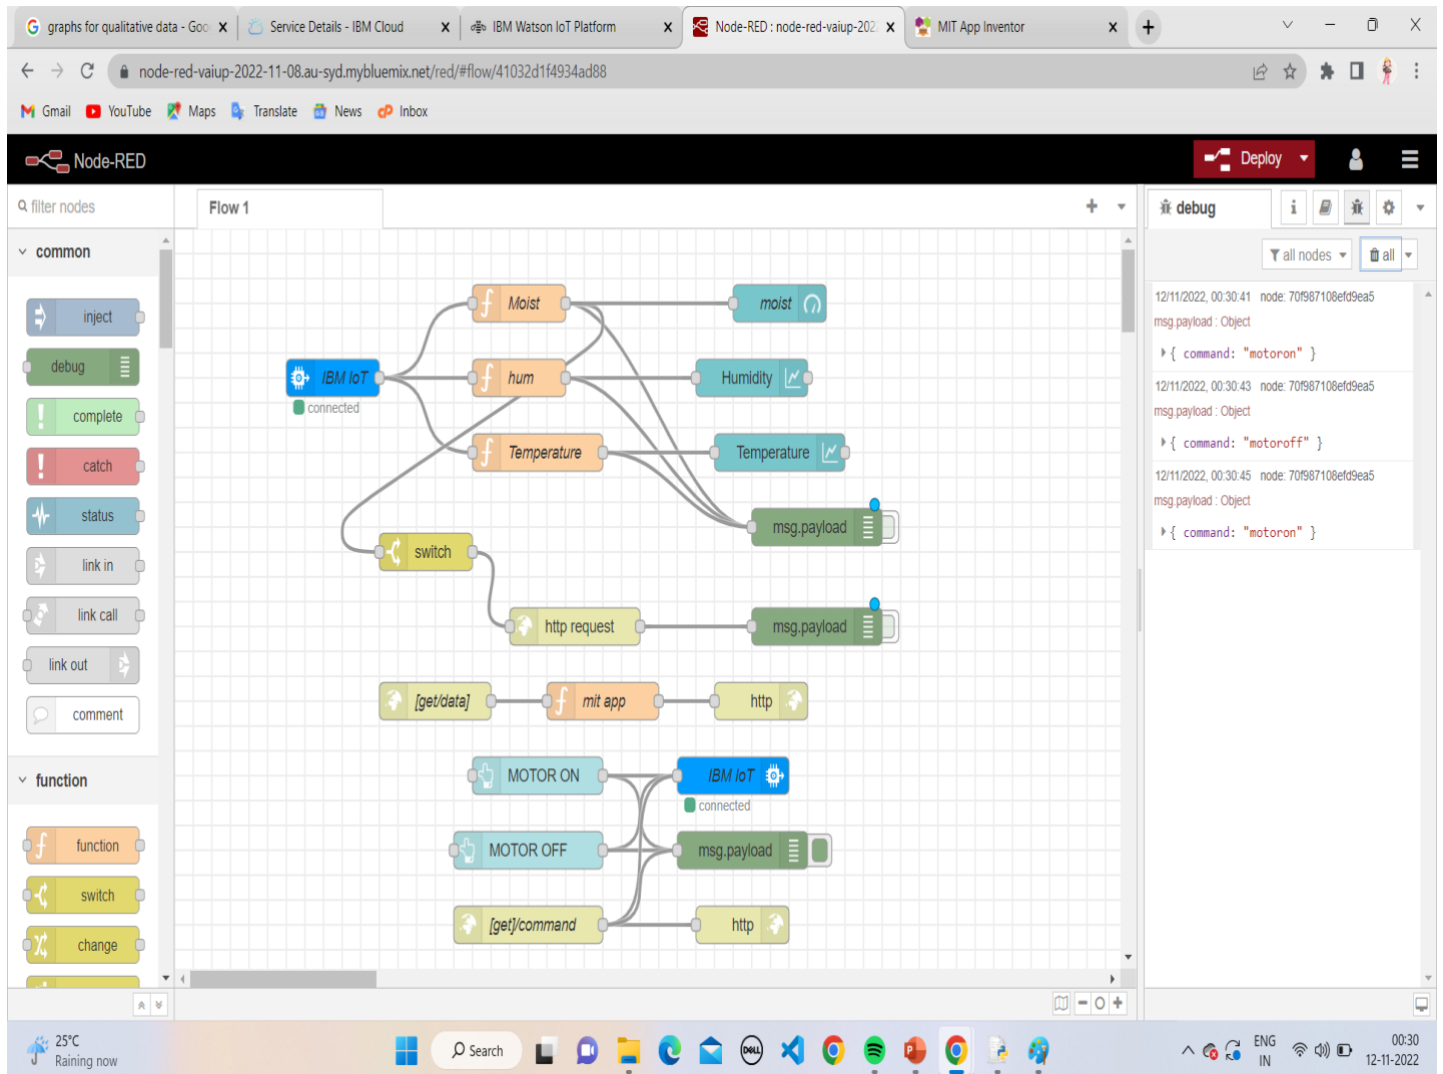 graphs for qualitative data - Goo
Service Details - IBM Cloud
IBM Watson IoT Platform
Node-RED : node-red-vaiup-202
MIT App Inventor
node-red-vaiup-2022-11-08.au-syd.mybluemix.net/red/#flow/41032d1f4934ad88
Gmail YouTube Maps Translate News Inbox
Node-RED
Deploy
filter nodes
Flow 1
debug
common
all nodes
all
inject
debug
complete
catch
status
link in
link call
link out
comment
function
function
switch
change
Moist
moist
IBM IoT
connected
hum
Humidity
Temperature
Temperature
msg.payload
switch
http request
msg.payload
[get/data]
mit app
http
MOTOR ON
IBM IoT
connected
MOTOR OFF
msg.payload
[get]/command
http
12/11/2022, 00:30:41 node: 70f987108efd9ea5
msg.payload : Object
{ command: "motoron" }
12/11/2022, 00:30:43 node: 70f987108efd9ea5
msg.payload : Object
{ command: "motoroff" }
12/11/2022, 00:30:45 node: 70f987108efd9ea5
msg.payload : Object
{ command: "motoron" }
25°C
Raining now
Search
DELL
ENG
IN
00:30
12-11-2022